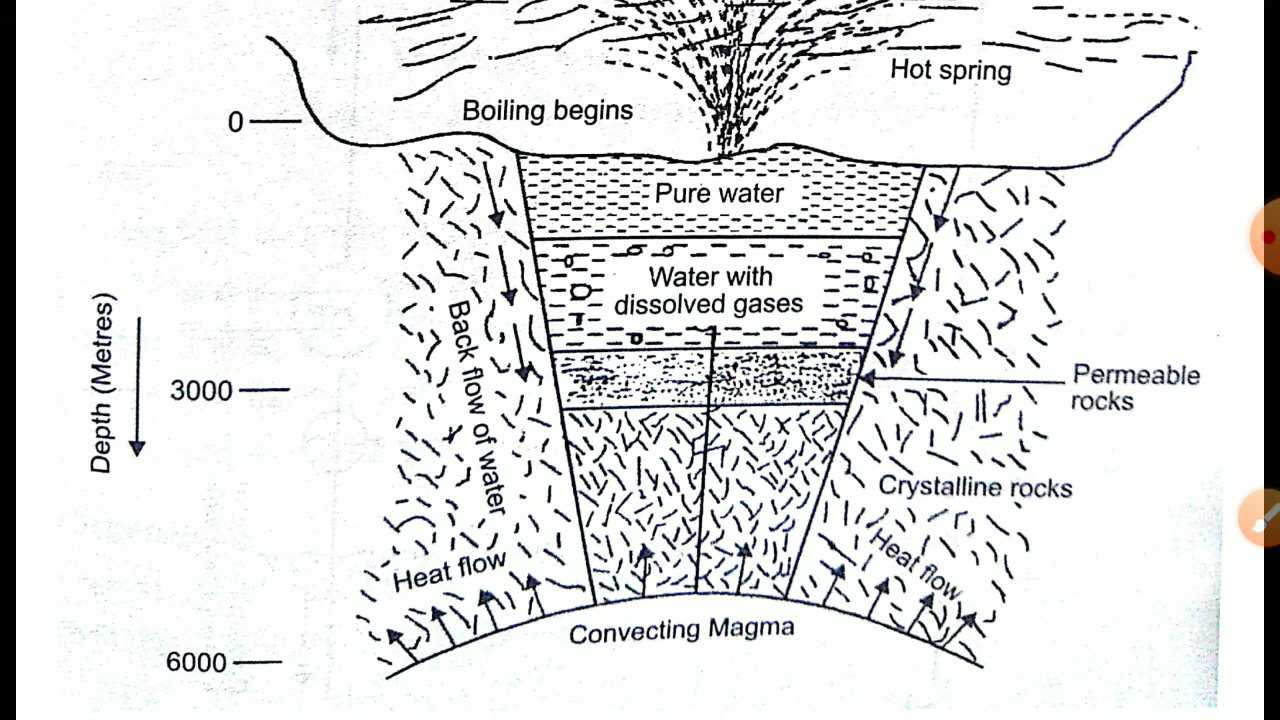 Hot spring
Boiling begins
0
Pure water
Water with
dissolved gases
Depth (Metres)
Back flow of water
3000
Permeable
rocks
Crystalline rocks
Heat flow
Heat flow
Convecting Magma
6000